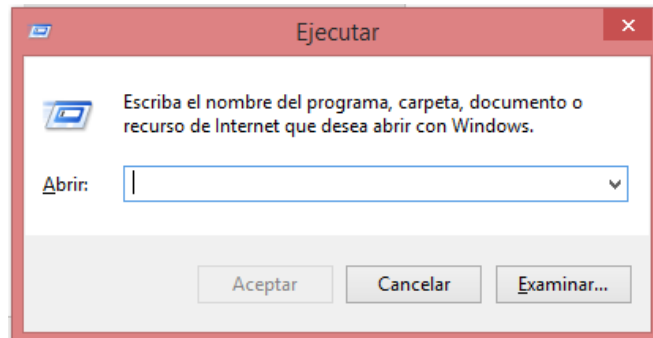 Ejecutar
Escriba el nombre del programa, carpeta, documento o
recurso de Internet que desea abrir con Windows.
Abrir:
Aceptar
Cancelar
Examinar...